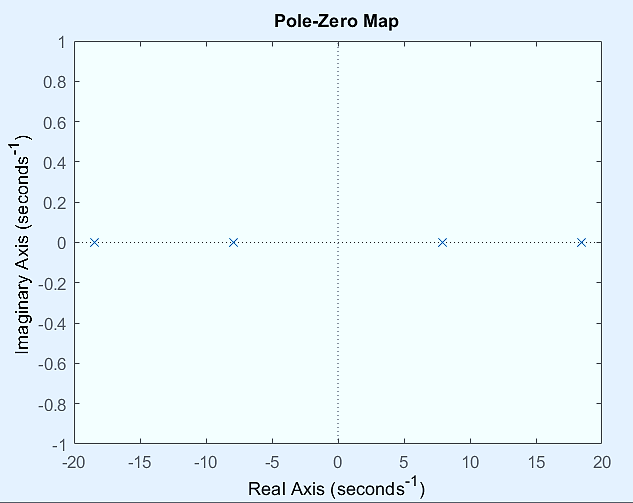 Pole-Zero Map
Imaginary Axis (seconds⁻¹)
1
0.8
0.6
0.4
0.2
0
-0.2
-0.4
-0.6
-0.8
-1
-20 -15 -10 -5 0 5 10 15 20
Real Axis (seconds⁻¹)